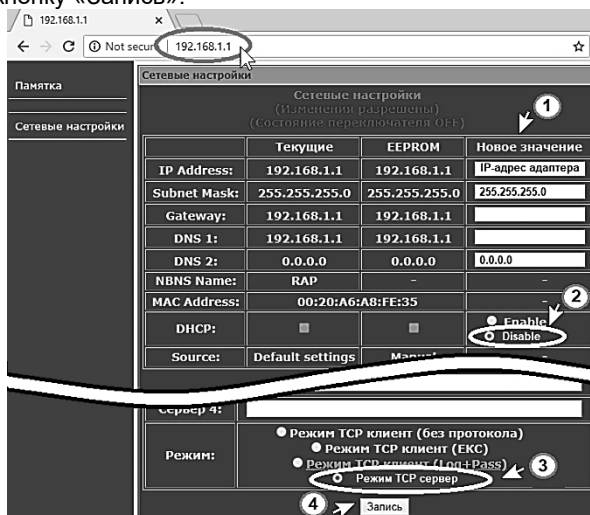 кнопку «Запись».
192.168.1.1 ×
Not secur 192.168.1.1
Памятка
Сетевые настройки
Сетевые настройки
Сетевые настройки
(Изменения разрешены)
(Состояние переключателя OFF)
1
Текущие EEPROM Новое значение
IP Address: 192.168.1.1 192.168.1.1 IP-адрес адаптера
Subnet Mask: 255.255.255.0 255.255.255.0 255.255.255.0
Gateway: 192.168.1.1 192.168.1.1
DNS 1: 192.168.1.1 192.168.1.1
DNS 2: 0.0.0.0 0.0.0.0 0.0.0.0
NBNS Name: RAP - -
MAC Address: 00:20:A6:A8:FE:35 -
2
DHCP: Enable
Disable
Source: Default settings Manual -
Сервер 4:
Режим: Режим TCP клиент (без протокола)
Режим TCP клиент (EKC)
Режим TCP клиент (Log+Pass)
3
Режим TCP сервер
4 Запись